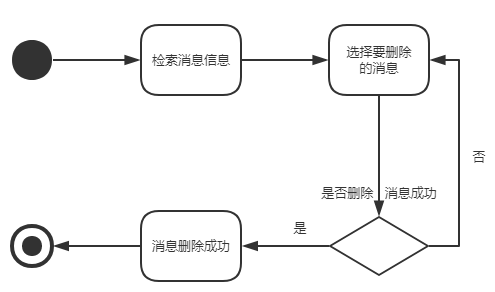 检索消息信息
选择要删除
的消息
否
是否删除 消息成功
是
消息删除成功